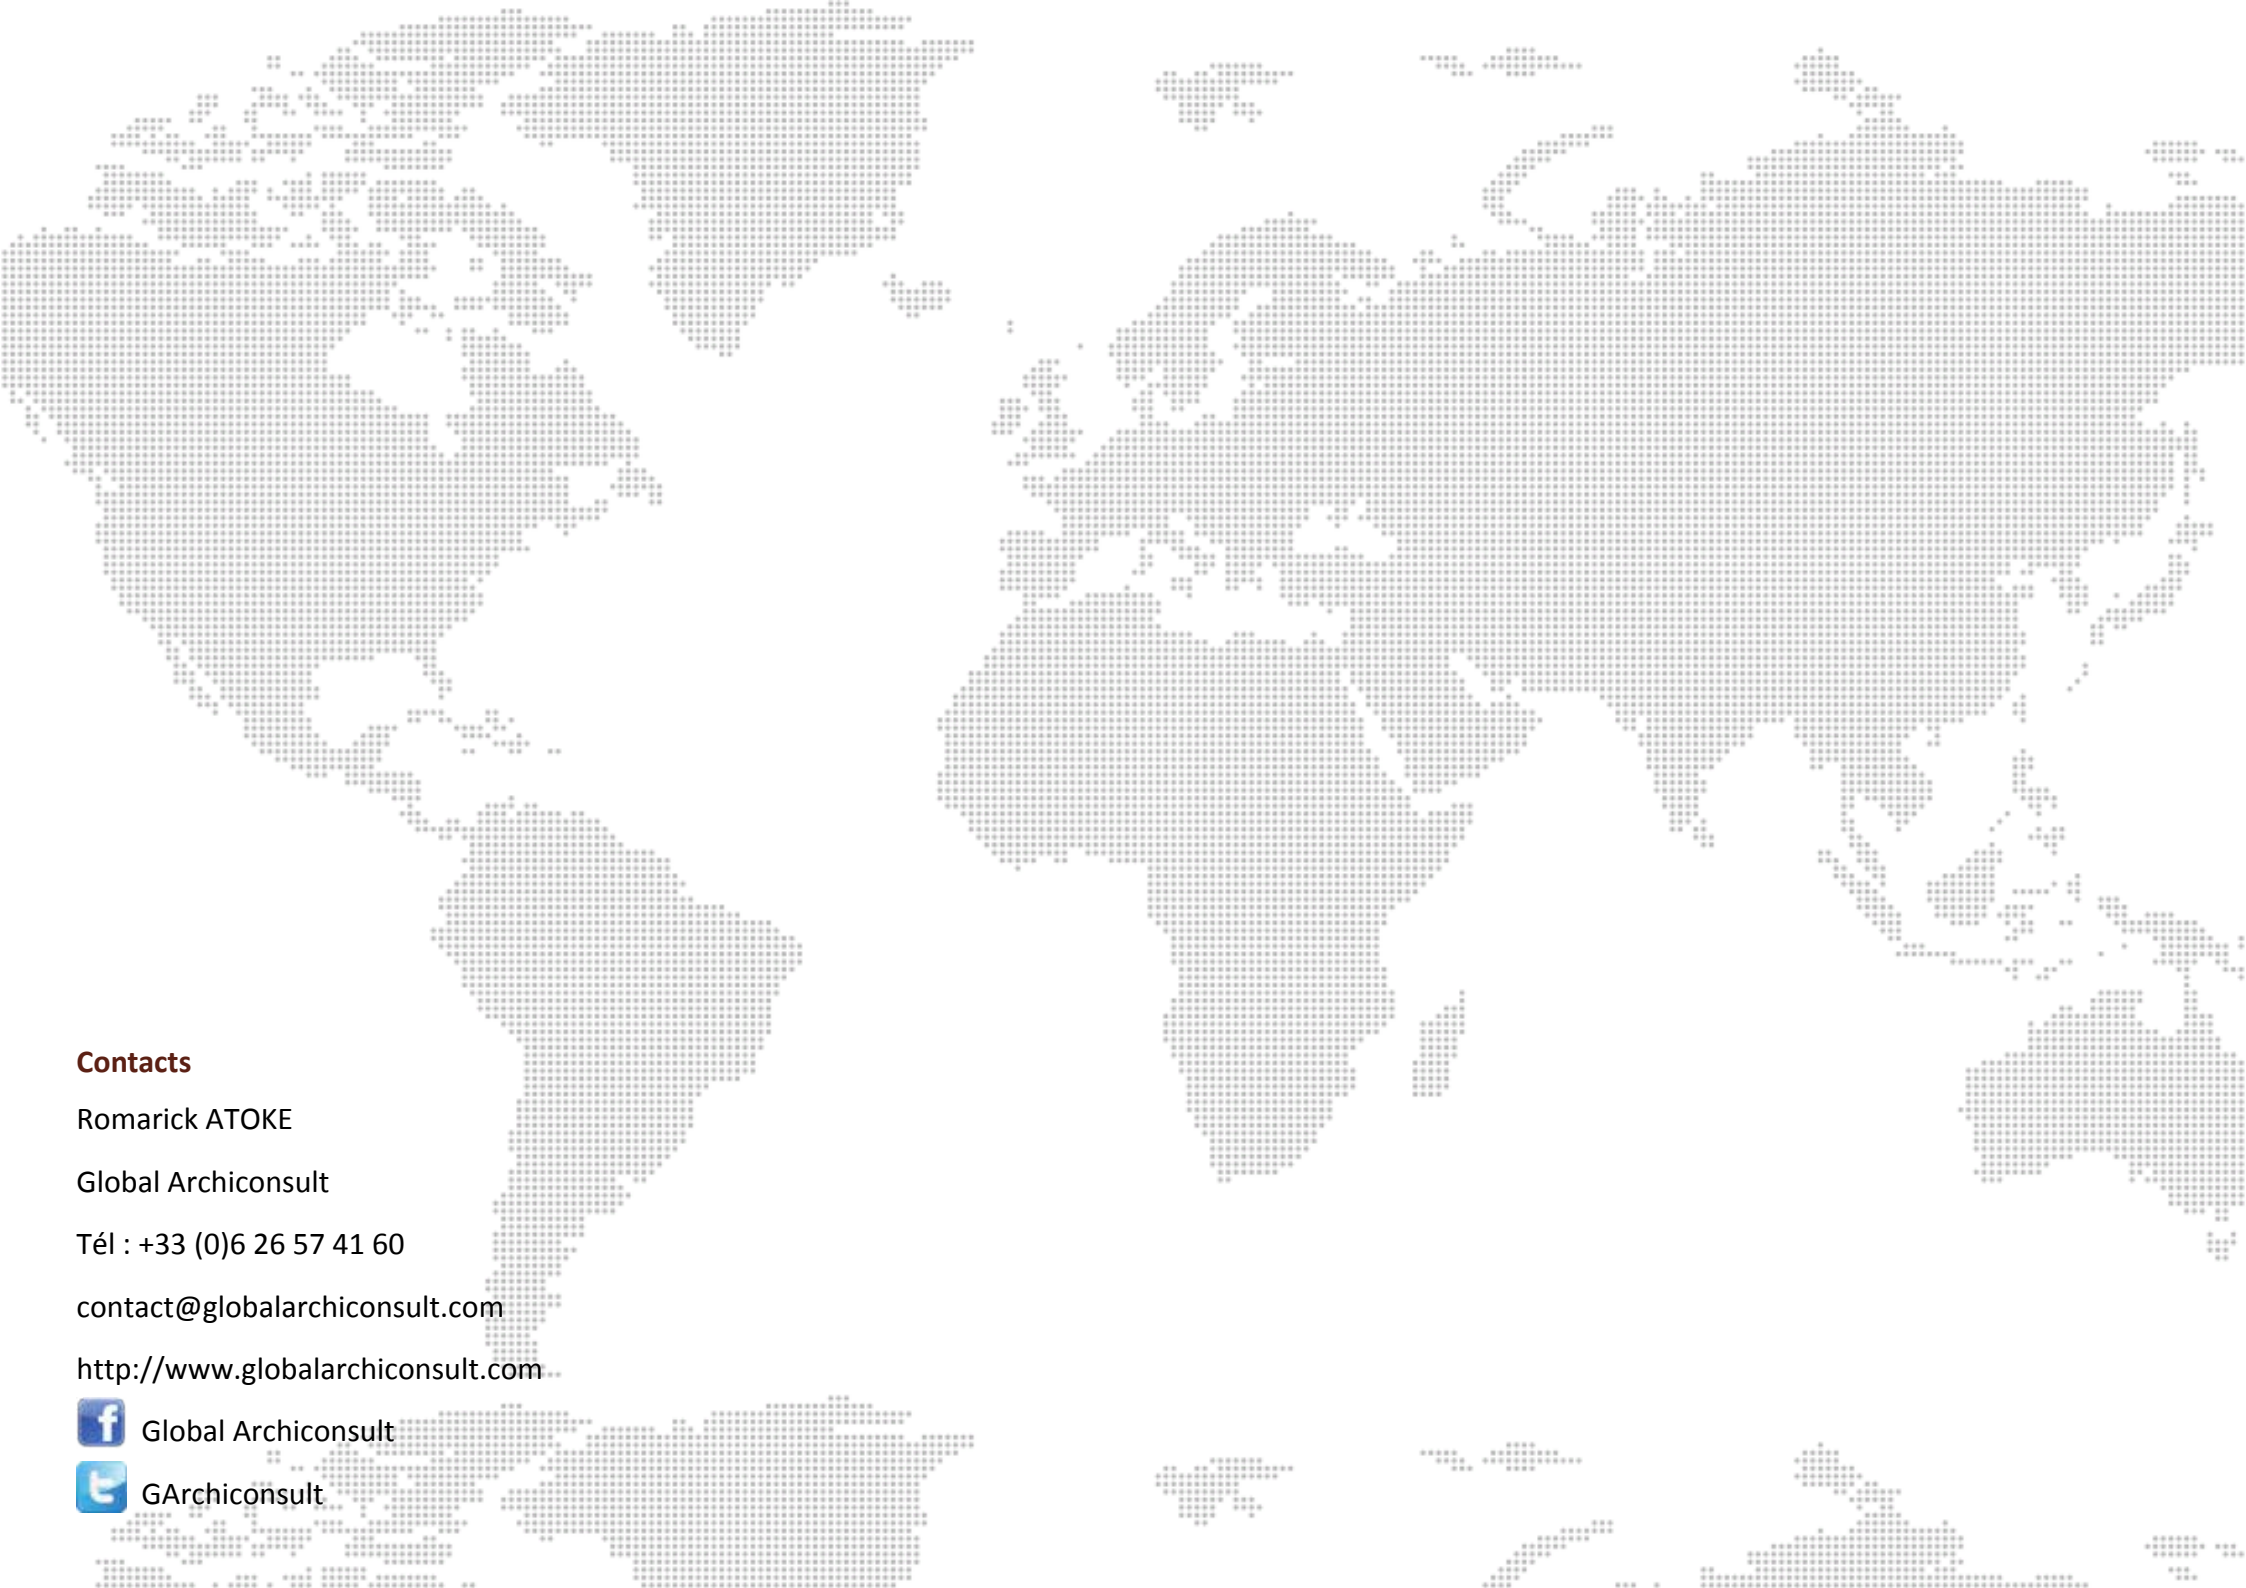 Contacts
Romarick ATOKE
Global Archiconsult
Tél : +33 (0)6 26 57 41 60
contact@globalarchiconsult.com
http://www.globalarchiconsult.com
Global Archiconsult
GArchiconsult